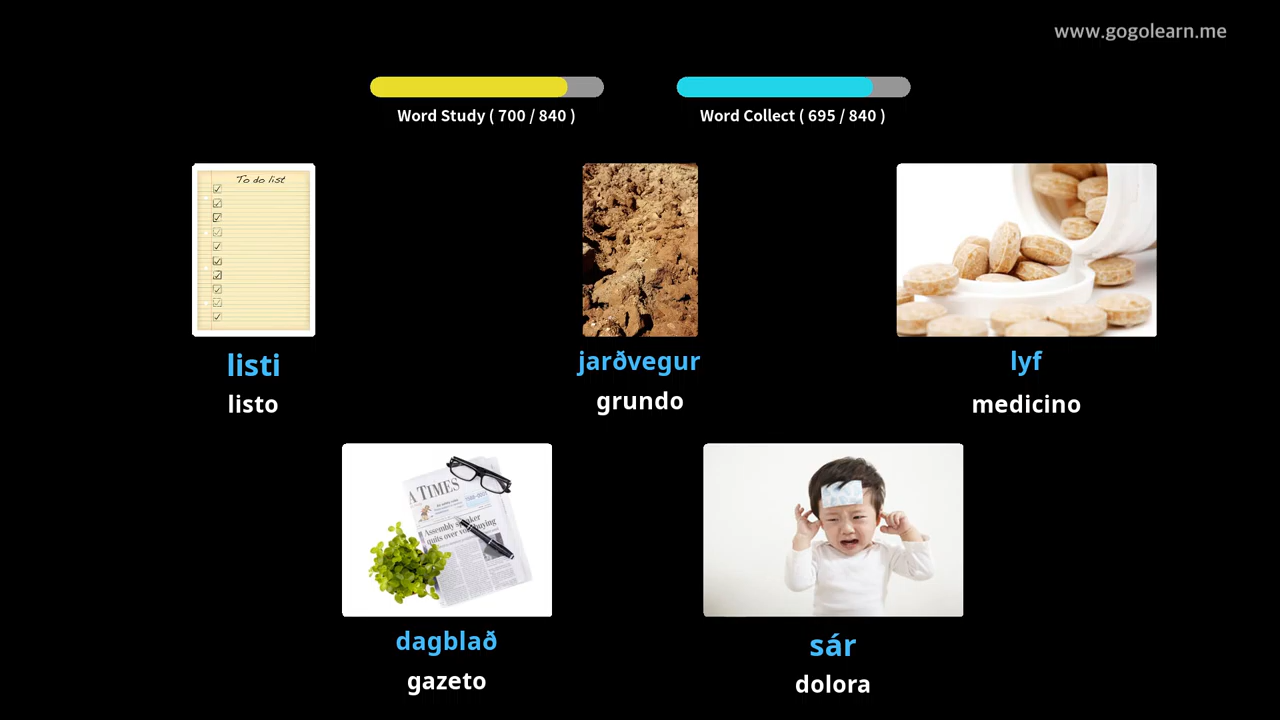 www.gogolearn.me
Word Study ( 700 / 840 )
Word Collect ( 695 / 840 )
To do list
listi
jarðvegur
lyf
listo
grundo
medicino
A TIMES
dagblað
sár
gazeto
dolora